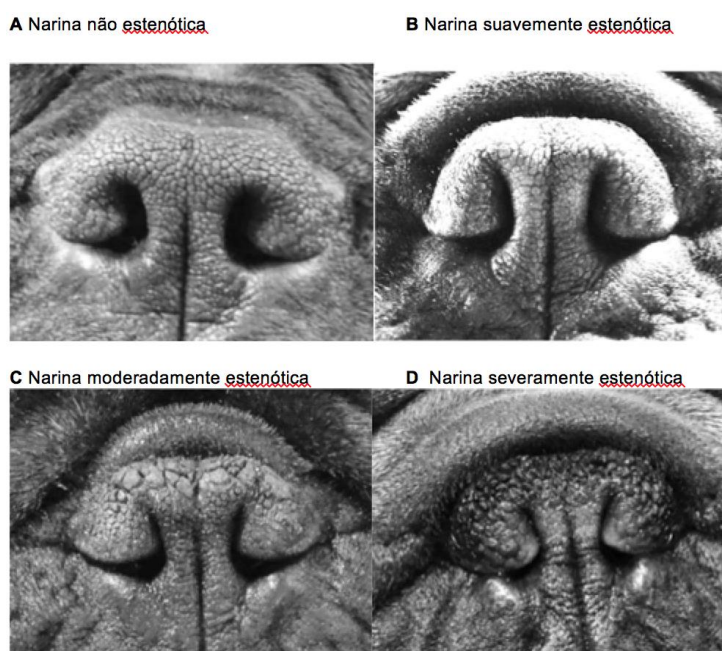 A Narina não estenótica
B Narina suavemente estenótica
C Narina moderadamente estenótica
D Narina severamente estenótica